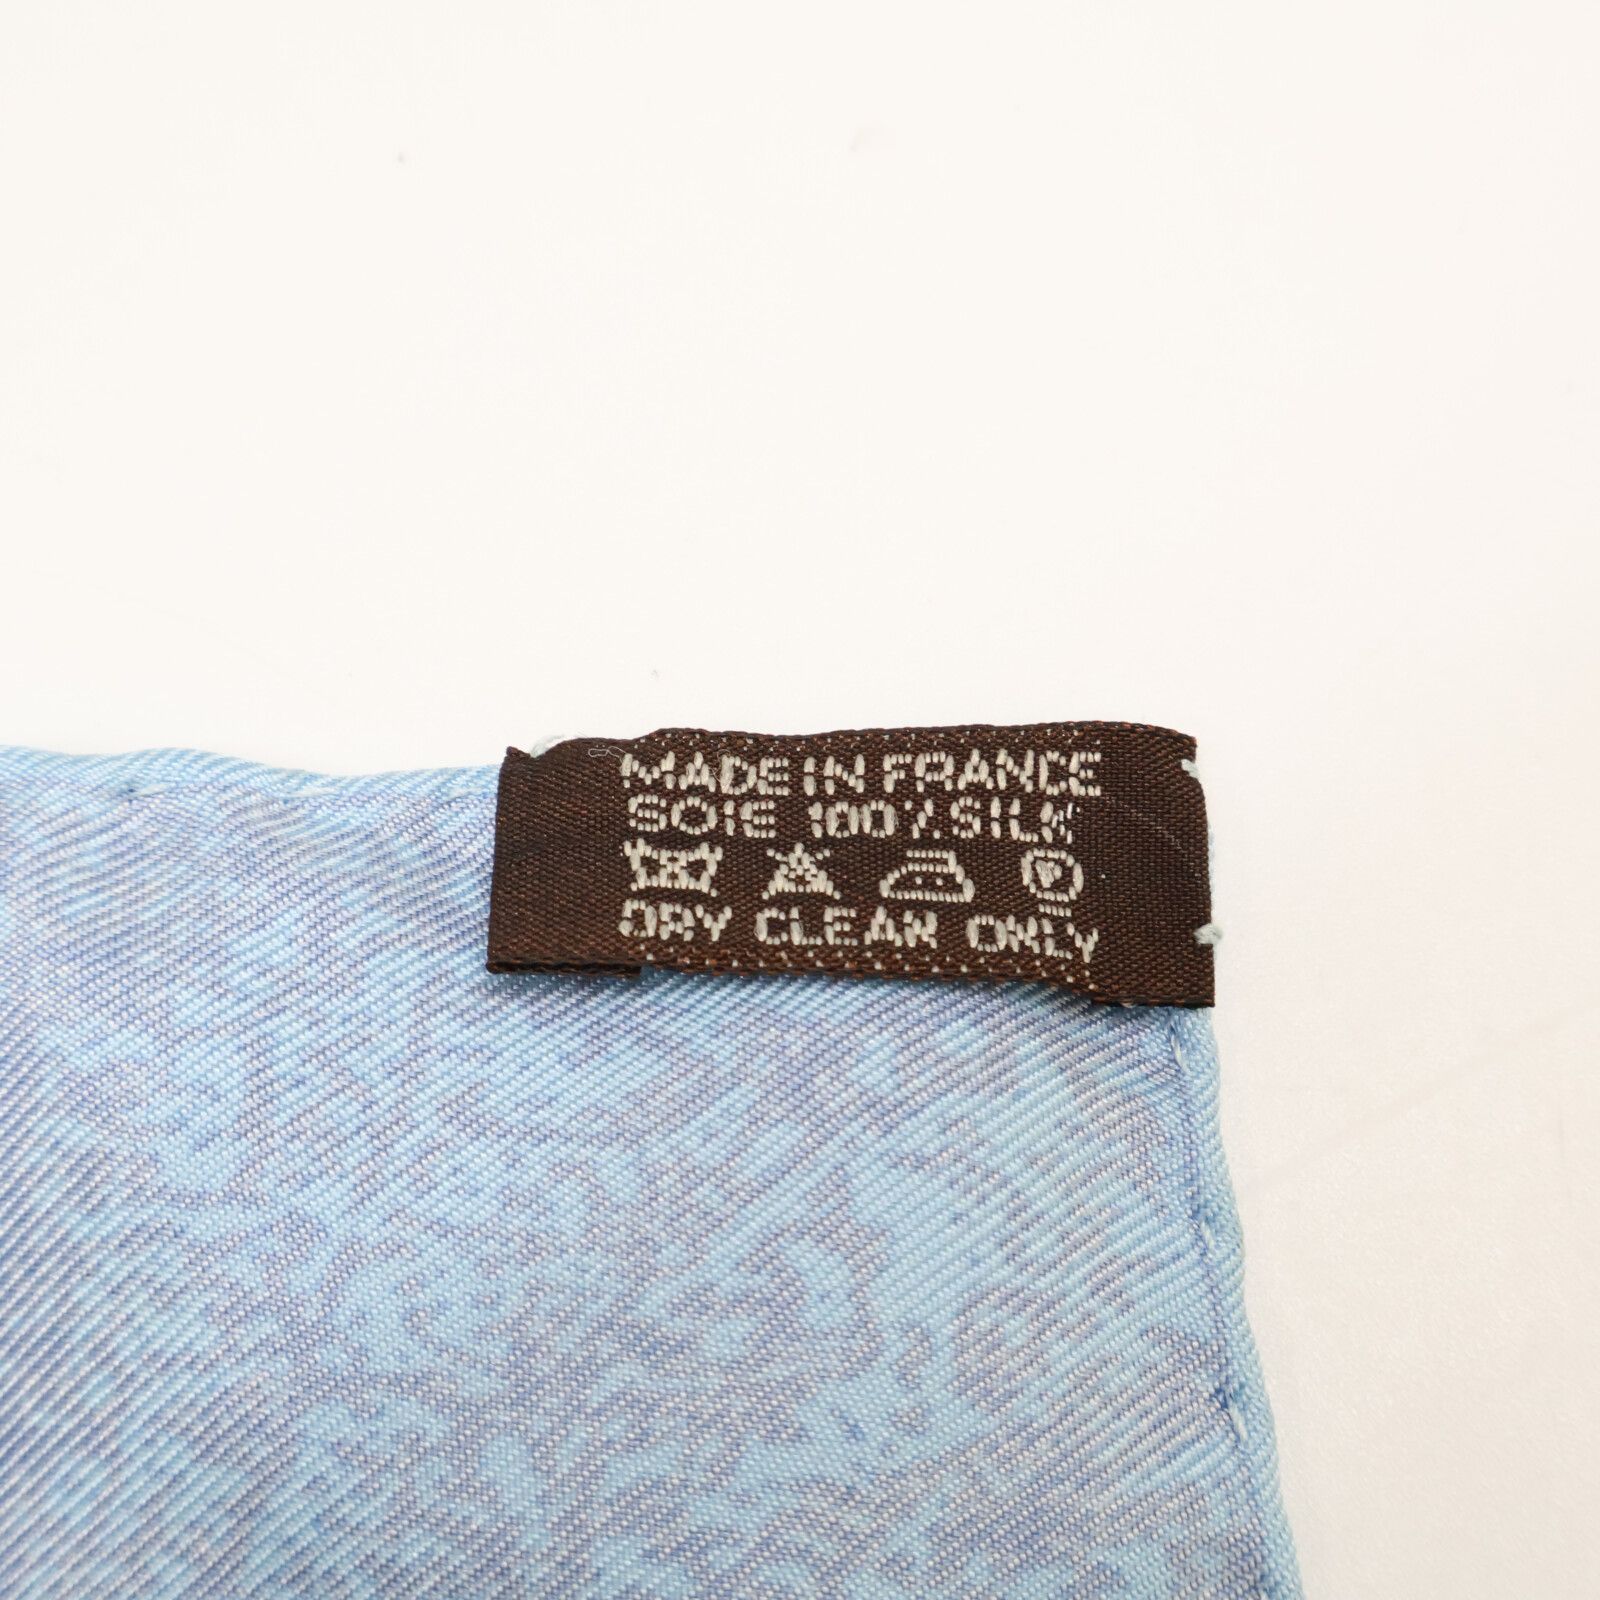 MADE IN FRANCE
SOIE 100% SILK
P
DRY CLEAN ONLY